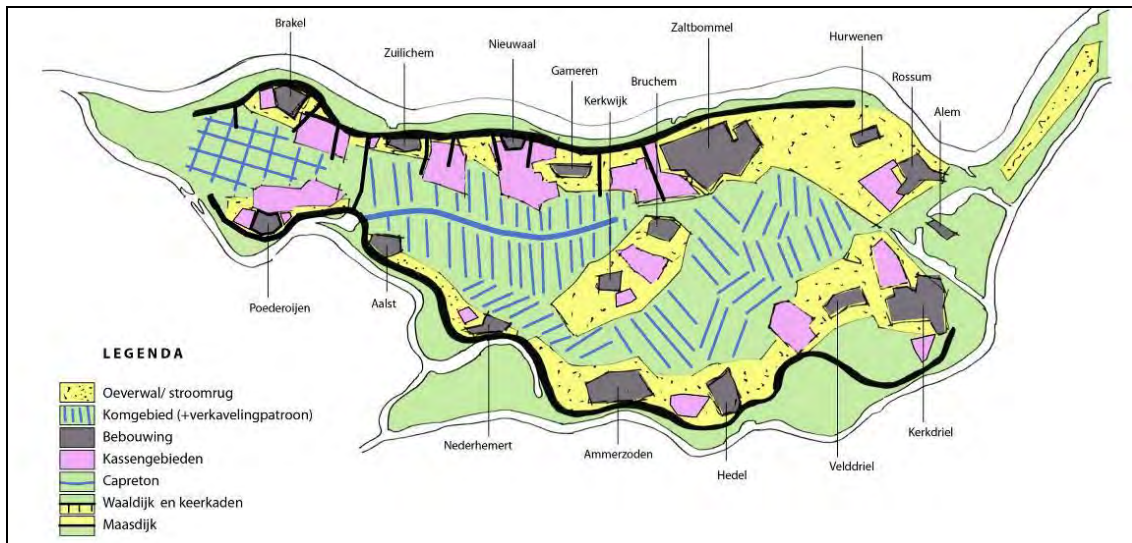 Brakel
Zuilichem
Nieuwaal
Gameren
Kerkwijk
Bruchem
Zaltbommel
Hurwenen
Rossum
Alem
Poederoijen
Aalst
Nederhemert
Ammerzoden
Hedel
Velddriel
Kerkdriel
LEGENDA
Oeverwal/ stroomrug
Komgebied (+verkavelingpatroon)
Bebouwing
Kassengebieden
Capreton
Waaldijk en keerkaden
Maasdijk